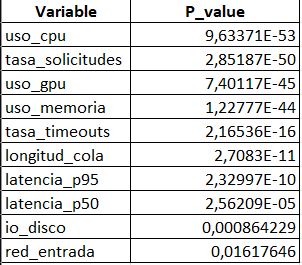 Variable P_value
uso_cpu 9,63371E-53
tasa_solicitudes 2,85187E-50
uso_gpu 7,40117E-45
uso_memoria 1,22777E-44
tasa_timeouts 2,16536E-16
longitud_cola 2,7083E-11
latencia_p95 2,32997E-10
latencia_p50 2,56209E-05
io_disco 0,000864229
red_entrada 0,01617646